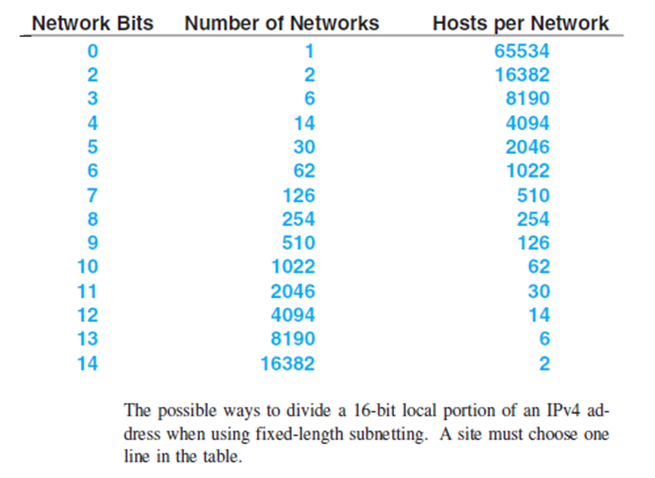 Network Bits Number of Networks Hosts per Network
0 1 65534
2 2 16382
3 6 8190
4 14 4094
5 30 2046
6 62 1022
7 126 510
8 254 254
9 510 126
10 1022 62
11 2046 30
12 4094 14
13 8190 6
14 16382 2
The possible ways to divide a 16-bit local portion of an IPv4 ad-
dress when using fixed-length subnetting. A site must choose one
line in the table.